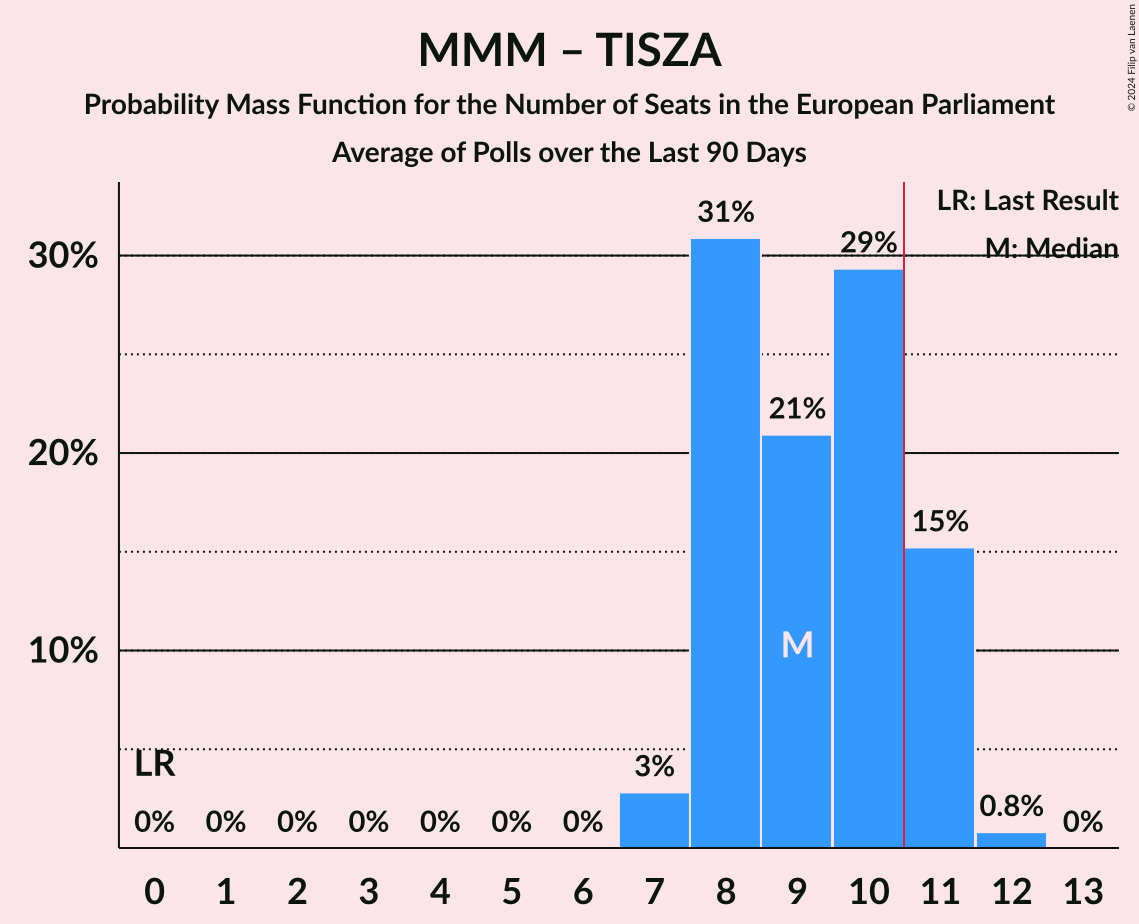 MMM – TISZA
Probability Mass Function for the Number of Seats in the European Parliament
Average of Polls over the Last 90 Days
© 2024 Filip van Laenen
LR: Last Result
M: Median
30%
20%
10%
31%
29%
21%
15%
M
LR
3%
0.8%
0% 0% 0% 0% 0% 0% 0% 0%
0 1 2 3 4 5 6 7 8 9 10 11 12 13